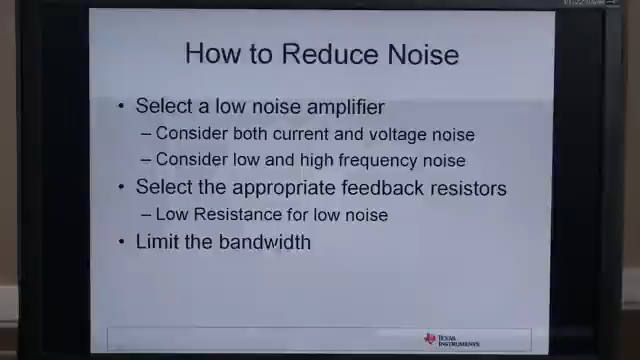 How to Reduce Noise
• Select a low noise amplifier
– Consider both current and voltage noise
– Consider low and high frequency noise
• Select the appropriate feedback resistors
– Low Resistance for low noise
• Limit the bandwidth
TEXAS
INSTRUMENTS